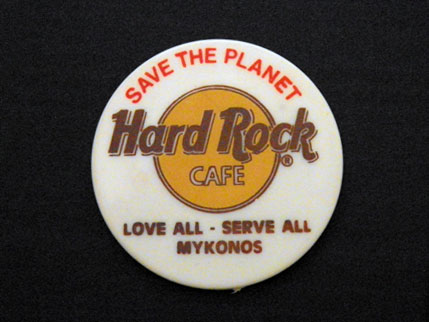 SAVE THE PLANET
Hard Rock ®
CAFE
LOVE ALL - SERVE ALL
MYKONOS